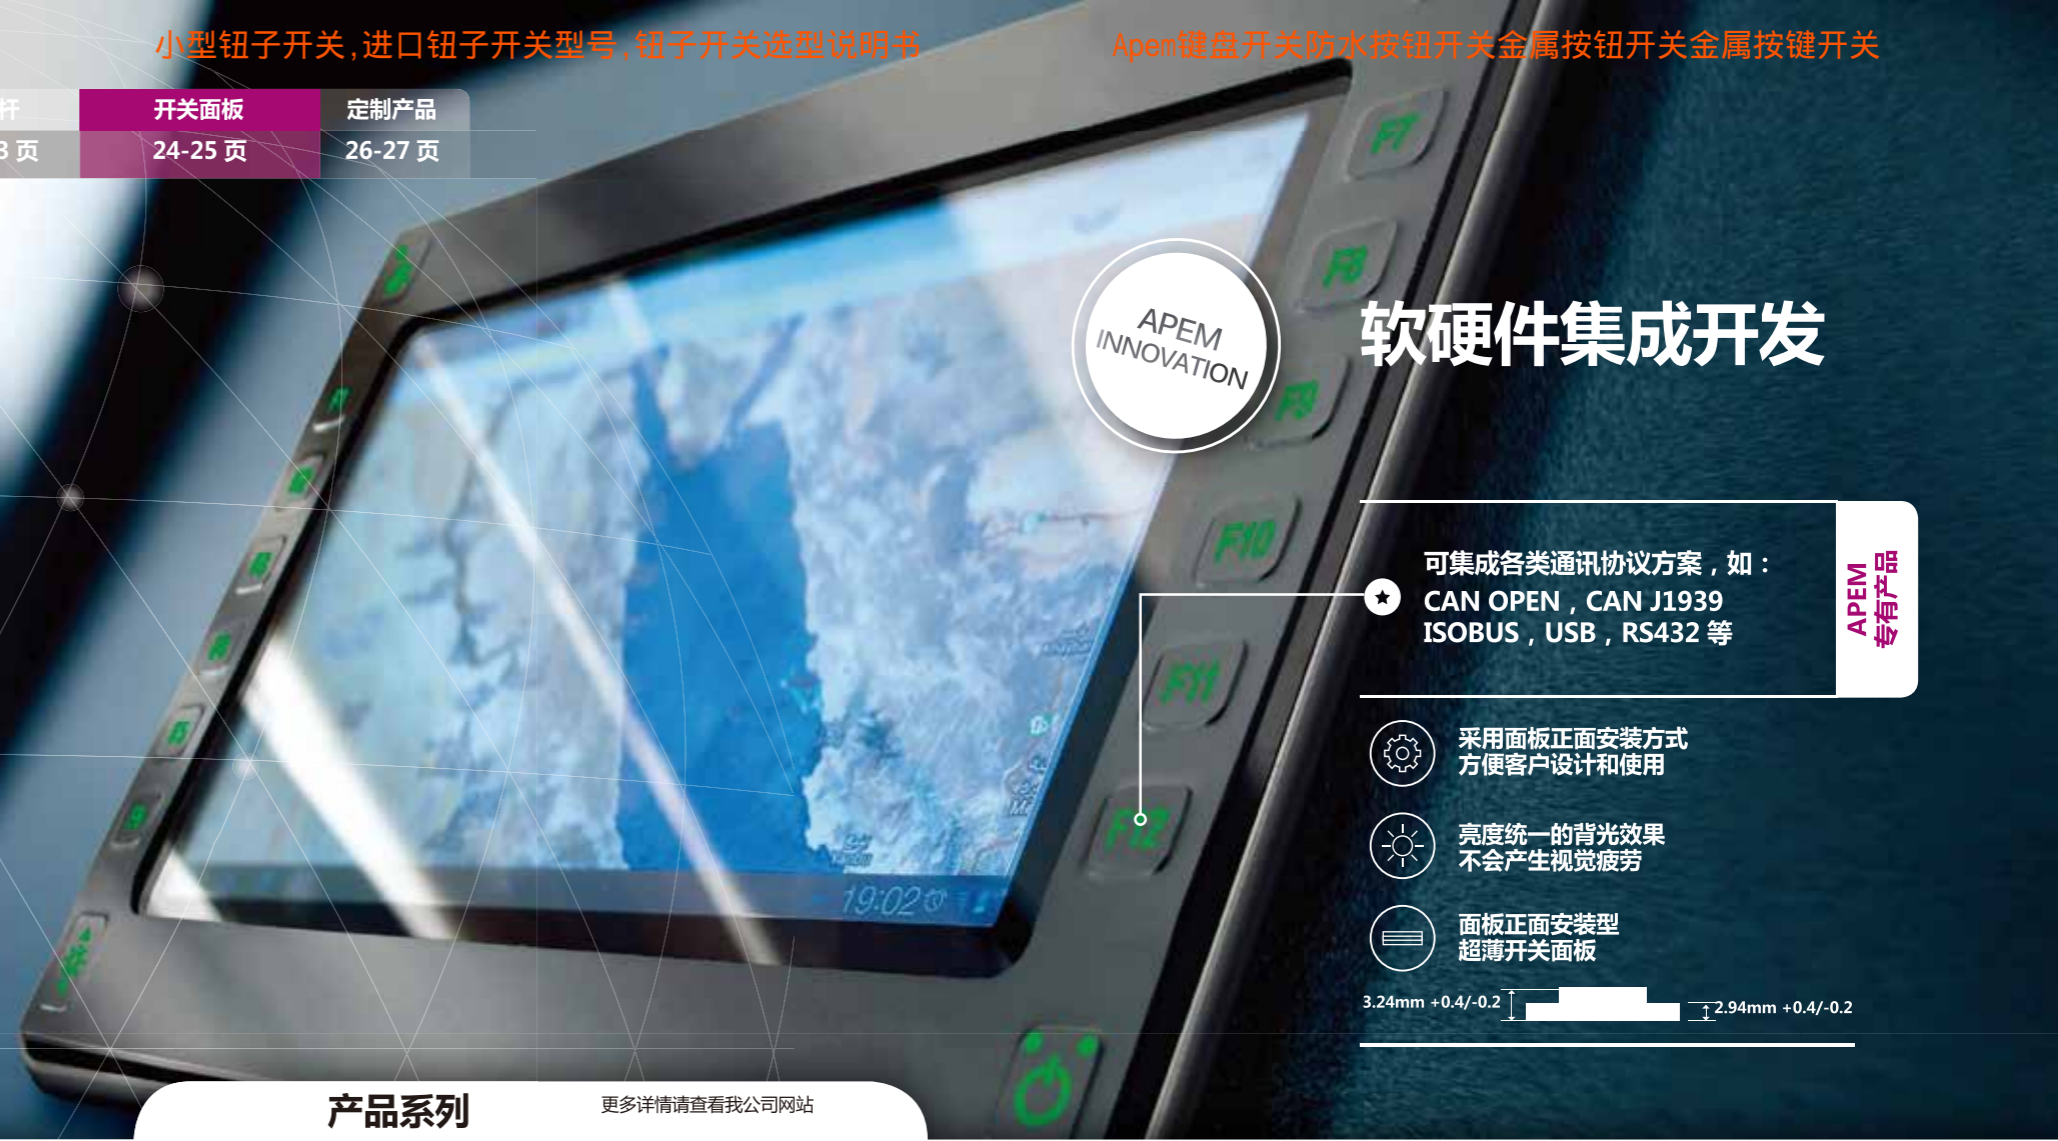 小型钮子开关,进口钮子开关型号,钮子开关选型说明书
Apem键盘开关防水按钮开关金属按钮开关金属按键开关
杆
开关面板
定制产品
3 页
24-25 页
26-27 页
F7
F8
APEM
INNOVATION
软硬件集成开发
F9
F10
可集成各类通讯协议方案，如：
CAN OPEN，CAN J1939
ISOBUS，USB，RS432 等
APEM
专有产品
F11
采用面板正面安装方式
方便客户设计和使用
F12
亮度统一的背光效果
不会产生视觉疲劳
19:02
面板正面安装型
超薄开关面板
3.24mm +0.4/-0.2
2.94mm +0.4/-0.2
产品系列
更多详情请查看我公司网站